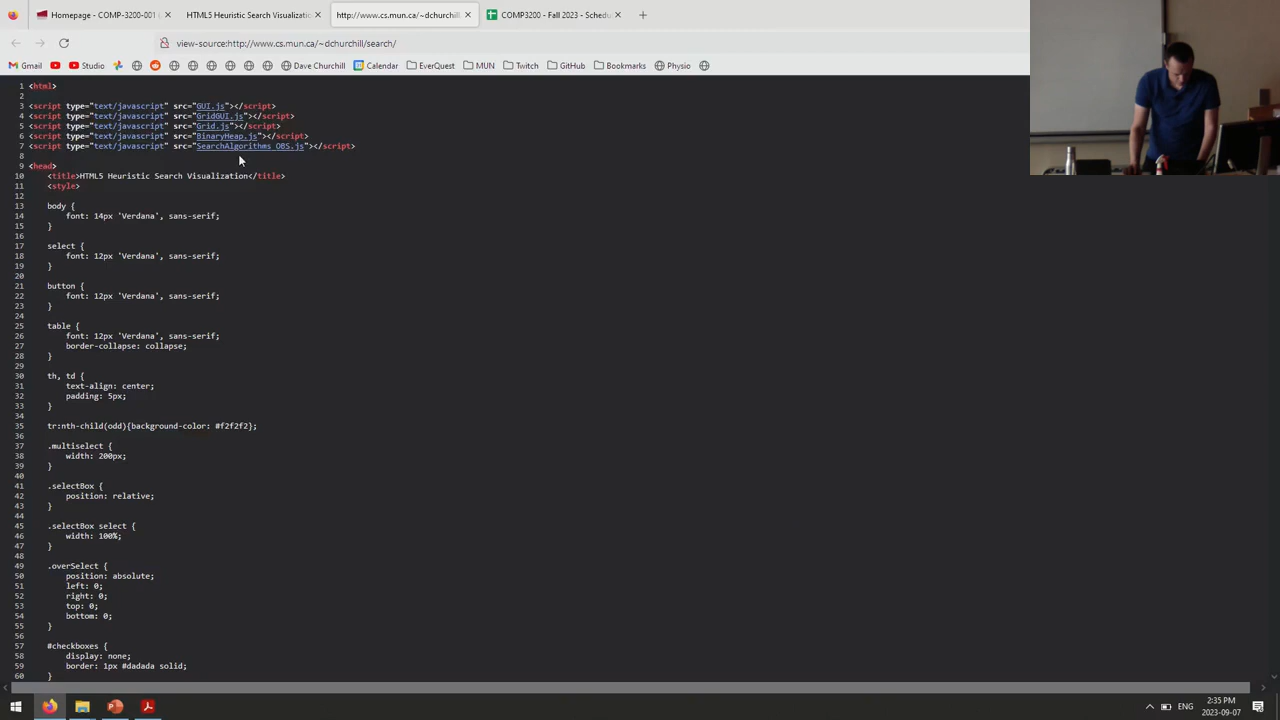 Homepage - COMP-3200-001 (
HTML5 Heuristic Search Visualizatio
http://www.cs.mun.ca/~dchurchill
COMP3200 - Fall 2023 - Schedu
view-source:http://www.cs.mun.ca/~dchurchill/search/
Gmail
Studio
Dave Churchill
Calendar
EverQuest
MUN
Twitch
GitHub
Bookmarks
Physio
1 <html>
2
3 <script type="text/javascript" src="GUI.js"></script>
4 <script type="text/javascript" src="GridGUI.js"></script>
5 <script type="text/javascript" src="Grid.js"></script>
6 <script type="text/javascript" src="BinaryHeap.js"></script>
7 <script type="text/javascript" src="SearchAlgorithms_OBS.js"></script>
8
9 <head>
10 <title>HTML5 Heuristic Search Visualization</title>
11 <style>
12
13 body {
14 font: 14px 'Verdana', sans-serif;
15 }
16
17 select {
18 font: 12px 'Verdana', sans-serif;
19 }
20
21 button {
22 font: 12px 'Verdana', sans-serif;
23 }
24
25 table {
26 font: 12px 'Verdana', sans-serif;
27 border-collapse: collapse;
28 }
29
30 th, td {
31 text-align: center;
32 padding: 5px;
33 }
34
35 tr:nth-child(odd){background-color: #f2f2f2};
36
37 .multiselect {
38 width: 200px;
39 }
40
41 .selectBox {
42 position: relative;
43 }
44
45 .selectBox select {
46 width: 100%;
47 }
48
49 .overSelect {
50 position: absolute;
51 left: 0;
52 right: 0;
53 top: 0;
54 bottom: 0;
55 }
56
57 #checkboxes {
58 display: none;
59 border: 1px #dadada solid;
60 }
ENG
2:35 PM
2023-09-07